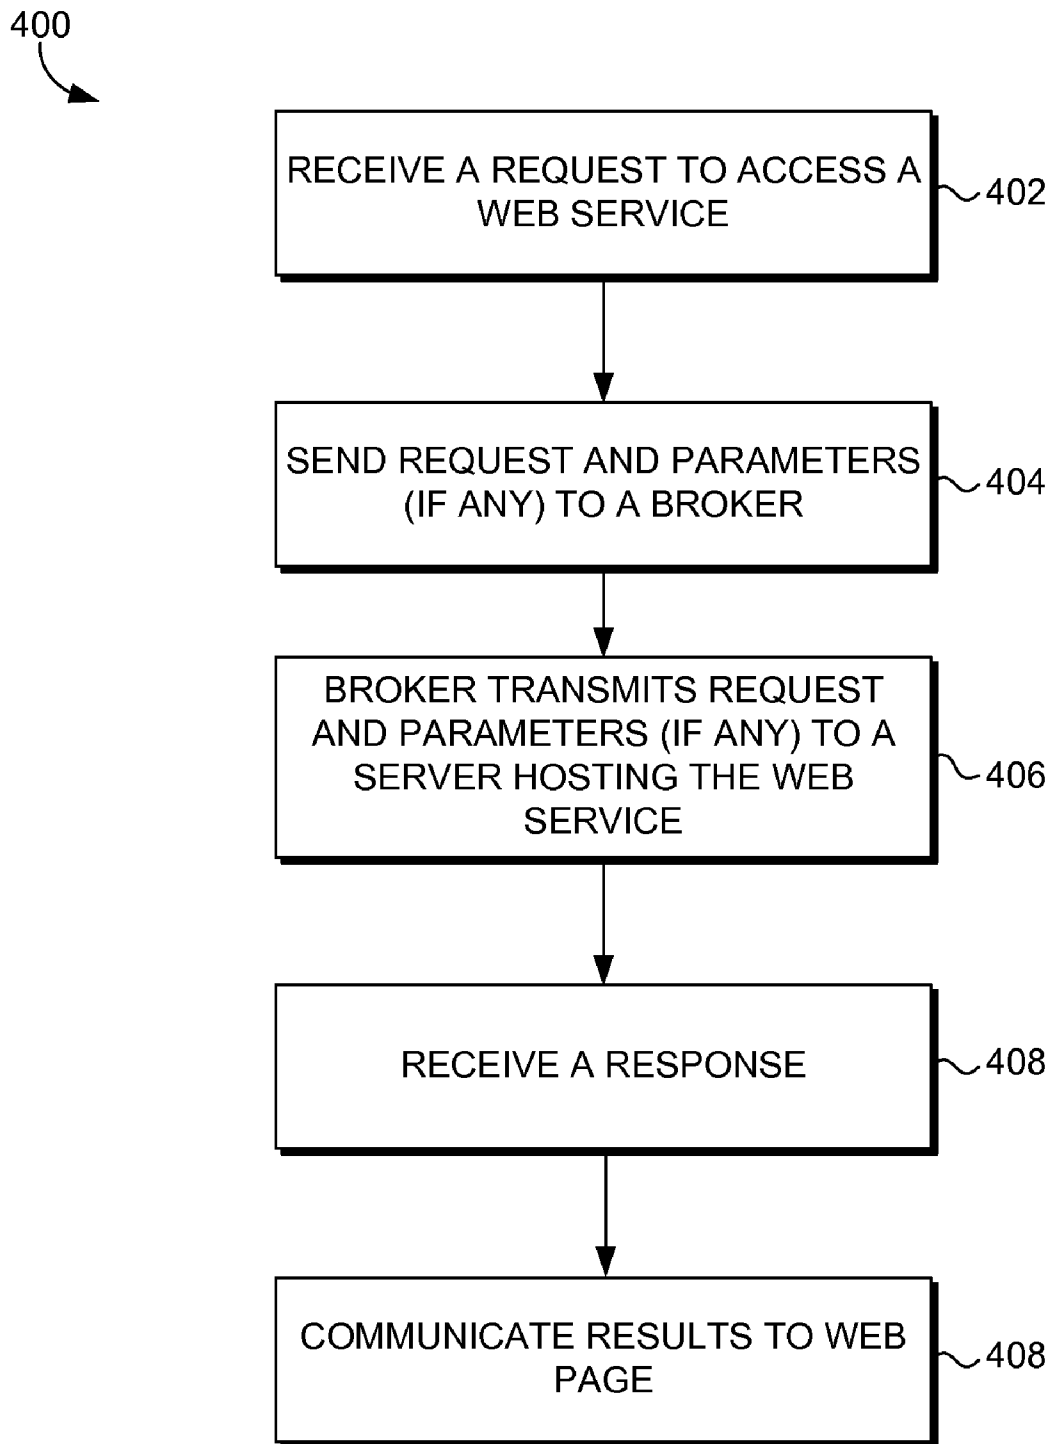 400
RECEIVE A REQUEST TO ACCESS A
WEB SERVICE
402
SEND REQUEST AND PARAMETERS
(IF ANY) TO A BROKER
404
BROKER TRANSMITS REQUEST
AND PARAMETERS (IF ANY) TO A
SERVER HOSTING THE WEB
SERVICE
406
RECEIVE A RESPONSE
408
COMMUNICATE RESULTS TO WEB
PAGE
408